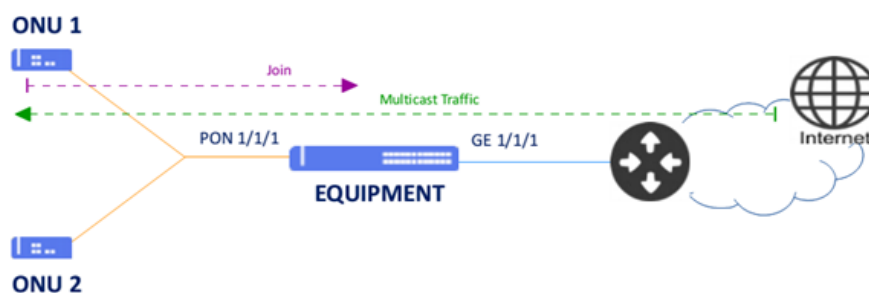 ONU 1
Join
Multicast Traffic
Internet
PON 1/1/1
GE 1/1/1
EQUIPMENT
ONU 2